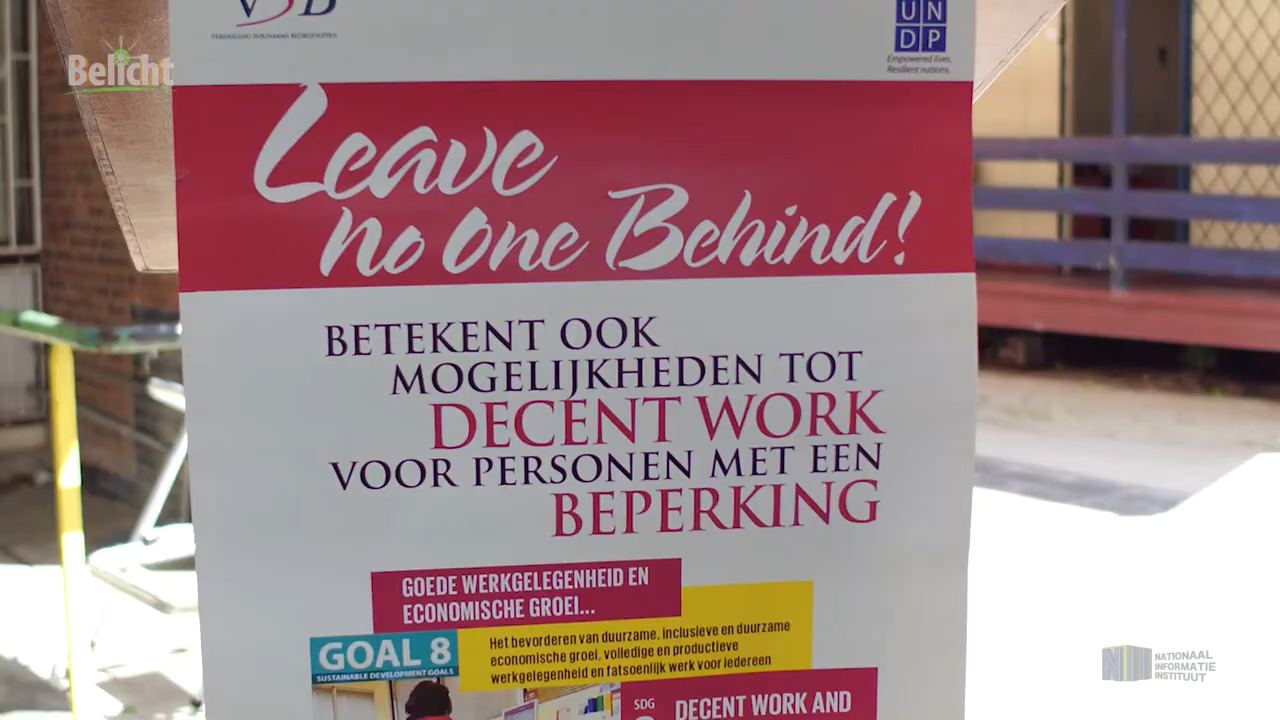 VSB
VERENIGING SURINAAMS BEDRIJFSLEVEN
UN
DP
Empowered lives.
Resilient nations.
Belicht
Leave
no one Behind!
BETEKENT OOK
MOGELIJKHEDEN TOT
DECENT WORK
VOOR PERSONEN MET EEN
BEPERKING
GOEDE WERKGELEGENHEID EN
ECONOMISCHE GROEI...
GOAL 8
SUSTAINABLE DEVELOPMENT GOALS
Het bevorderen van duurzame, inclusieve en duurzame
economische groei, volledige en productieve
werkgelegenheid en fatsoenlijk werk voor iedereen
SDG
DECENT WORK AND
NATIONAAL
INFORMATIE
INSTITUUT